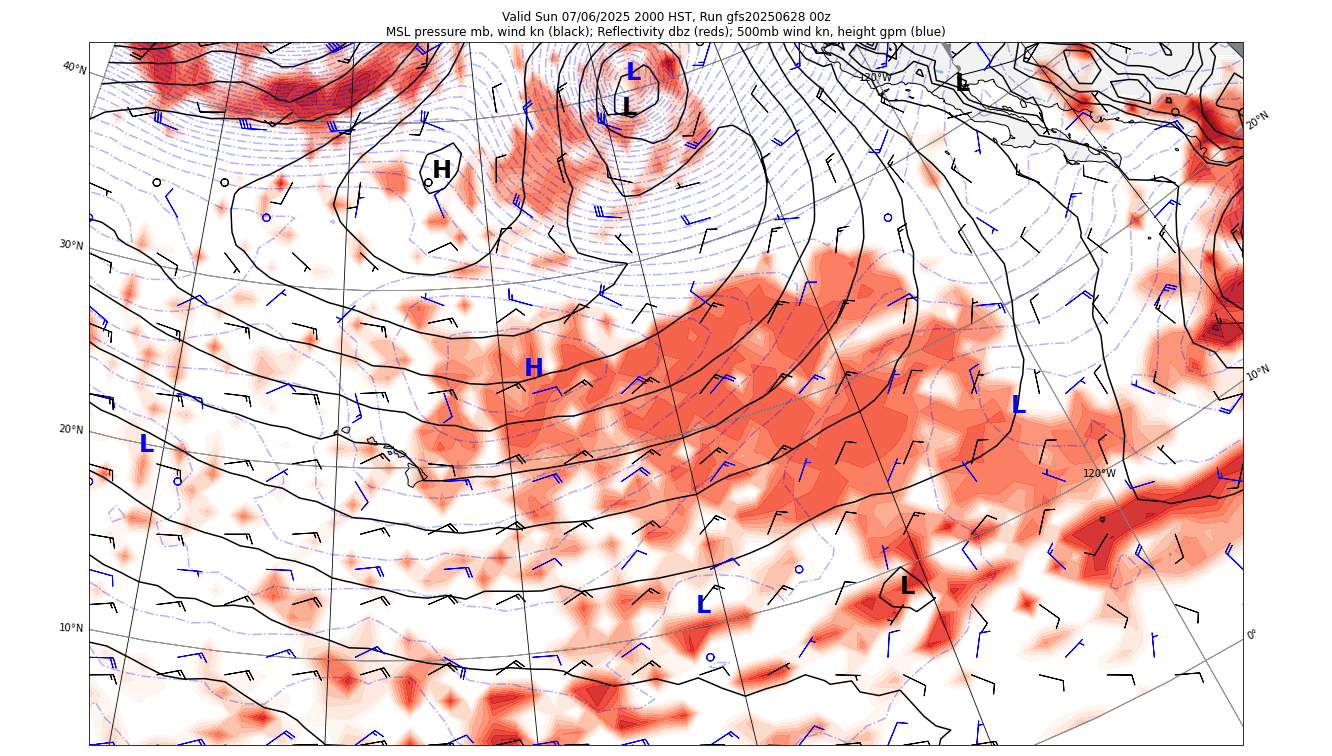 Valid Sun 07/06/2025 2000 HST, Run gfs20250628 00z
MSL pressure mb, wind kn (black); Reflectivity dbz (reds); 500mb wind kn, height gpm (blue)
40°N
L
120°W
L
L
20°N
H
30°N
H
10°N
L
20°N
L
120°W
L
L
10°N
0°